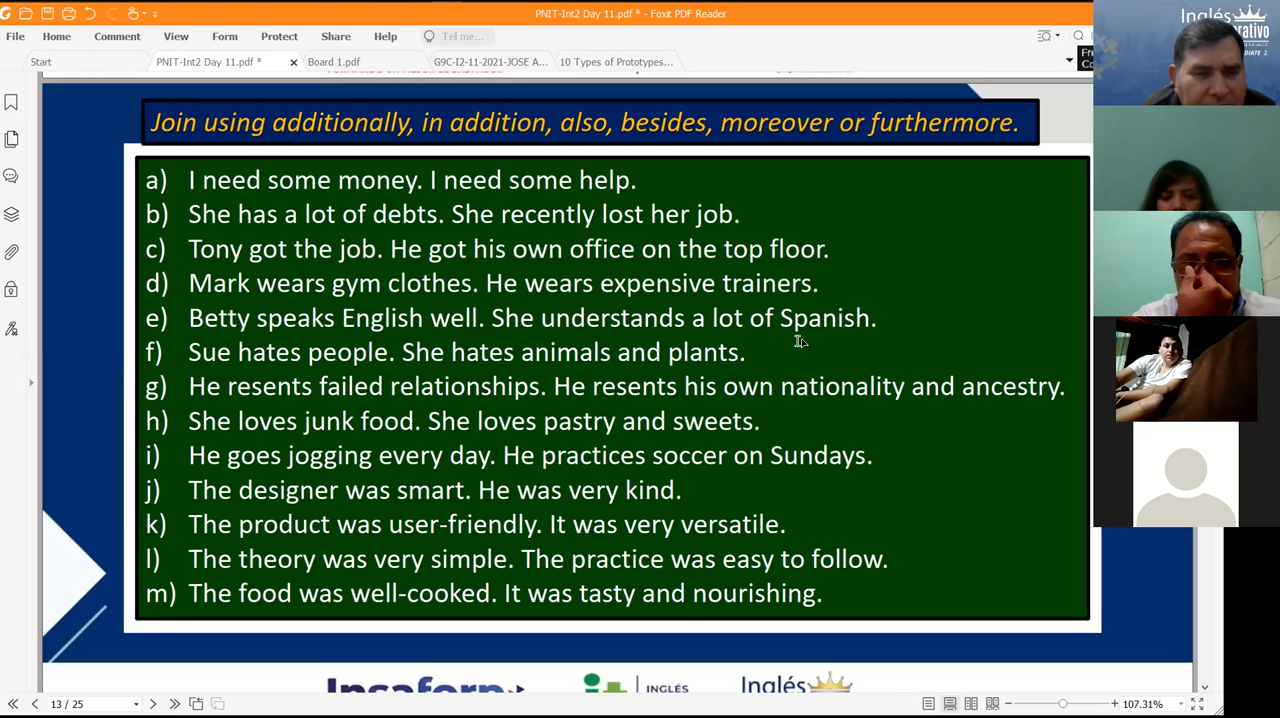 PNIT-Int2 Day 11.pdf * - Foxit PDF Reader
File Home Comment View Form Protect Share Help Tell me...
Start PNIT-Int2 Day 11.pdf * Board 1.pdf G9C-I2-11-2021-JOSE A... 10 Types of Prototypes...
Inglés
Join using additionally, in addition, also, besides, moreover or furthermore.
a) I need some money. I need some help.
b) She has a lot of debts. She recently lost her job.
c) Tony got the job. He got his own office on the top floor.
d) Mark wears gym clothes. He wears expensive trainers.
e) Betty speaks English well. She understands a lot of Spanish.
f) Sue hates people. She hates animals and plants.
g) He resents failed relationships. He resents his own nationality and ancestry.
h) She loves junk food. She loves pastry and sweets.
i) He goes jogging every day. He practices soccer on Sundays.
j) The designer was smart. He was very kind.
k) The product was user-friendly. It was very versatile.
l) The theory was very simple. The practice was easy to follow.
m) The food was well-cooked. It was tasty and nourishing.
INGLÉS Inglés
13 / 25 107.31%